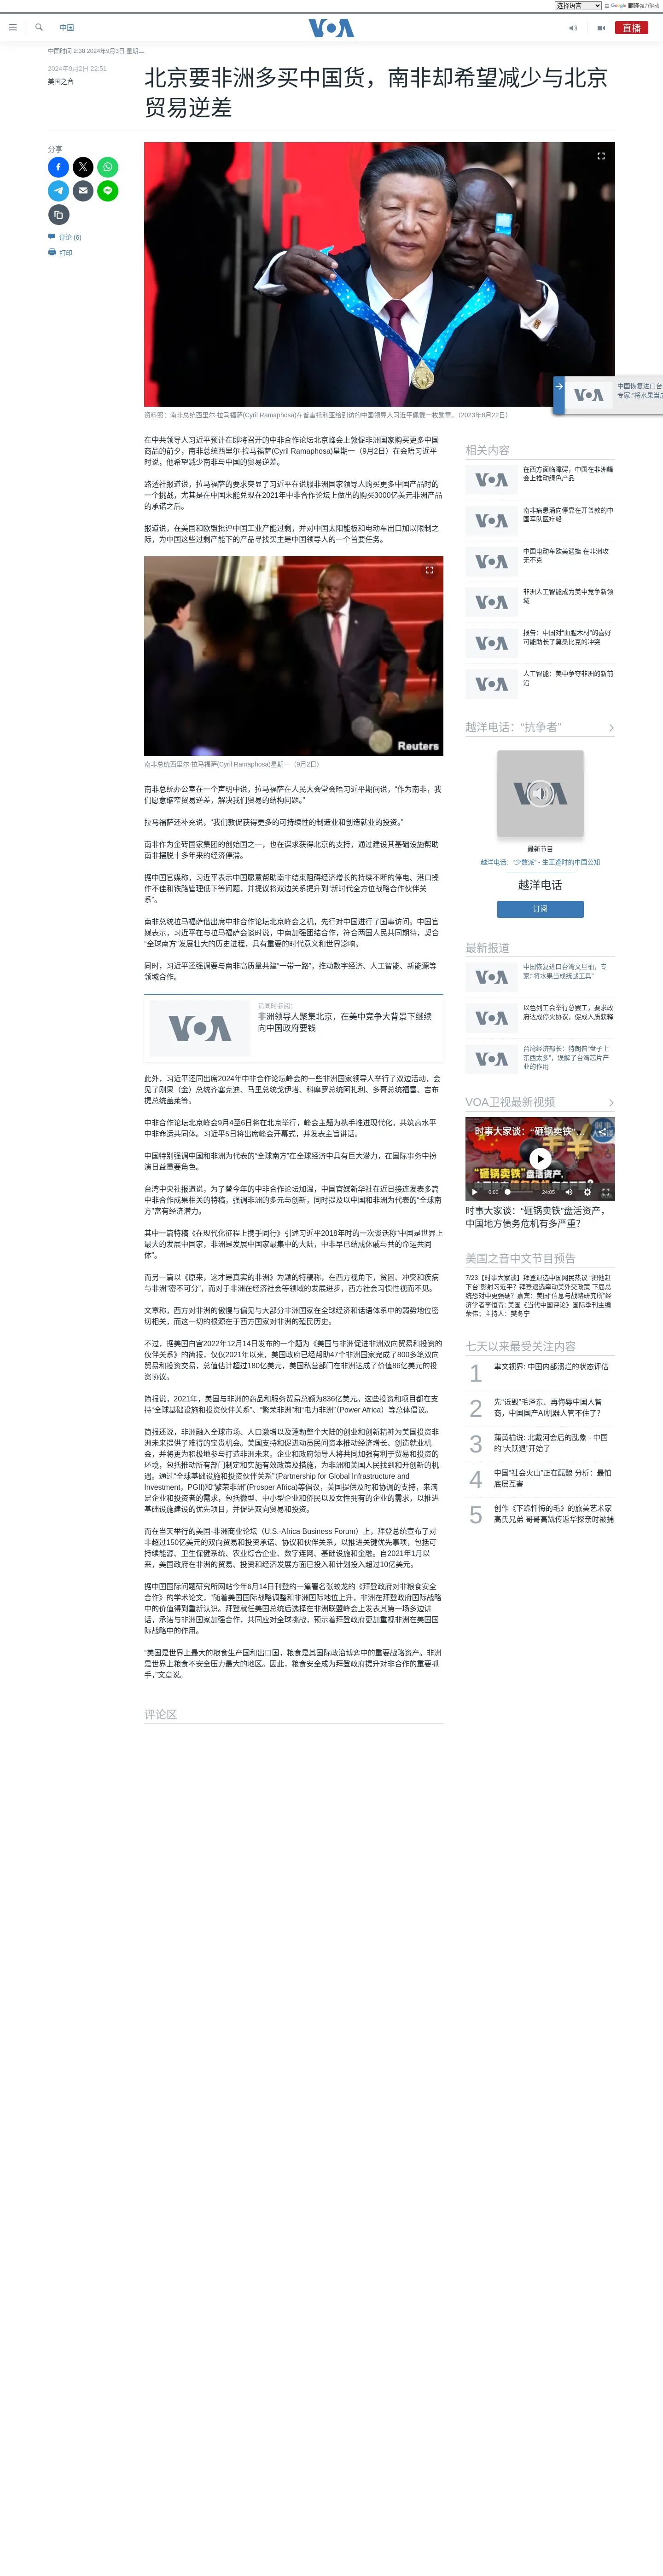 选择语言
由 Google 翻译强力驱动
中国
VOA
直播
中国时间 2:38 2024年9月3日 星期二
2024年9月2日 22:51
美国之音
北京要非洲多买中国货，南非却希望减少与北京
贸易逆差
分享
评论 (6)
打印
资料照：南非总统西里尔·拉马福萨(Cyril Ramaphosa)在普雷托利亚给到访的中国领导人习近平佩戴一枚勋章。（2023年8月22日）
中国恢复进口台
专家:“将水果当成
在中共领导人习近平预计在即将召开的中非合作论坛北京峰会上敦促非洲国家购买更多中国
商品的前夕，南非总统西里尔·拉马福萨(Cyril Ramaphosa)星期一（9月2日）在会晤习近平
时说，他希望减少南非与中国的贸易逆差。
路透社报道说，拉马福萨的要求突显了习近平在说服非洲国家领导人购买更多中国产品时的
一个挑战，尤其是在中国未能兑现在2021年中非合作论坛上做出的购买3000亿美元非洲产品
的承诺之后。
报道说，在美国和欧盟批评中国工业产能过剩，并对中国太阳能板和电动车出口加以限制之
际，为中国这些过剩产能下的产品寻找买主是中国领导人的一个首要任务。
Reuters
南非总统西里尔·拉马福萨(Cyril Ramaphosa)星期一（9月2日）
南非总统办公室在一个声明中说，拉马福萨在人民大会堂会晤习近平期间说，“作为南非，我
们愿意缩窄贸易逆差，解决我们贸易的结构问题。”
拉马福萨还补充说，“我们敦促获得更多的可持续性的制造业和创造就业的投资。”
南非作为金砖国家集团的创始国之一，也在谋求获得北京的支持，通过建设其基础设施帮助
南非摆脱十多年来的经济停滞。
据中国官媒称，习近平表示中国愿意帮助南非结束阻碍经济增长的持续不断的停电、港口操
作不佳和铁路管理低下等问题，并提议将双边关系提升到“新时代全方位战略合作伙伴关
系”。
南非总统拉马福萨借出席中非合作论坛北京峰会之机，先行对中国进行了国事访问。中国官
媒表示，习近平在与拉马福萨会谈时说，中南加强团结合作，符合两国人民共同期待，契合
“全球南方”发展壮大的历史进程，具有重要的时代意义和世界影响。
同时，习近平还强调要与南非高质量共建“一带一路”，推动数字经济、人工智能、新能源等
领域合作。
请同时参阅：
非洲领导人聚集北京，在美中竞争大背景下继续
向中国政府要钱
VOA
此外，习近平还同出席2024年中非合作论坛峰会的一些非洲国家领导人举行了双边活动，会
见了刚果（金）总统齐塞克迪、马里总统戈伊塔、科摩罗总统阿扎利、多哥总统福雷、吉布
提总统盖莱等。
中非合作论坛北京峰会9月4至6日将在北京举行，峰会主题为携手推进现代化，共筑高水平
中非命运共同体。习近平5日将出席峰会开幕式，并发表主旨讲话。
中国特别强调中国和非洲为代表的“全球南方”在全球经济中具有巨大潜力，在国际事务中扮
演日益重要角色。
台湾中央社报道说，为了替今年的中非合作论坛加温，中国官媒新华社在近日接连发表多篇
中非合作成果相关的特稿，强调非洲的多元与创新，同时提及以中国和非洲为代表的“全球南
方”富有经济潜力。
其中一篇特稿《在现代化征程上携手同行》引述习近平2018年时的一次谈话称“中国是世界上
最大的发展中国家，非洲是发展中国家最集中的大陆，中非早已结成休戚与共的命运共同
体”。
而另一篇以《原来，这才是真实的非洲》为题的特稿称，在西方视角下，贫困、冲突和疾病
与非洲“密不可分”，而对于非洲在经济社会等领域的发展进步，西方社会习惯性视而不见。
文章称，西方对非洲的傲慢与偏见与大部分非洲国家在全球经济和话语体系中的弱势地位密
切相关，而这一切的根源在于西方国家对非洲的殖民历史。
不过，据美国白宫2022年12月14日发布的一个题为《美国与非洲促进非洲双向贸易和投资的
伙伴关系》的简报，仅仅2021年以来，美国政府已经帮助47个非洲国家完成了800多笔双向
贸易和投资交易，总值估计超过180亿美元，美国私营部门在非洲达成了价值86亿美元的投
资协议。
简报说，2021年，美国与非洲的商品和服务贸易总额为836亿美元。这些投资和项目都在支
持“全球基础设施和投资伙伴关系”、“繁荣非洲”和“电力非洲”（Power Africa）等总体倡议。
简报还说，非洲融入全球市场、人口激增以及蓬勃整个大陆的创业和创新精神为美国投资非
洲未来提供了难得的宝贵机会。美国支持和促进动员民间资本推动经济增长、创造就业机
会，并将更为积极地参与打造非洲未来。企业和政府领导人将共同加强有利于贸易和投资的
环境，包括推动所有部门制定和实施有效政策及措施，为非洲和美国人民找到和开创新的机
遇。通过“全球基础设施和投资伙伴关系”（Partnership for Global Infrastructure and
Investment，PGII)和“繁荣非洲”(Prosper Africa)等倡议，美国提供及时和协调的支持，来满
足企业和投资者的需求，包括微型、中小型企业和侨民以及女性拥有的企业的需求，以推进
基础设施建设的优先项目，并促进双向贸易和投资。
而在当天举行的美国-非洲商业论坛（U.S.-Africa Business Forum）上，拜登总统宣布了对
非超过150亿美元的双向贸易和投资承诺、协议和伙伴关系，以推进关键优先事项，包括可
持续能源、卫生保健系统、农业综合企业、数字连网、基础设施和金融。自2021年1月以
来，美国政府在非洲的贸易、投资和经济发展方面已投入和计划投入超过10亿美元。
据中国国际问题研究所网站今年6月14日刊登的一篇署名张蛟龙的《拜登政府对非粮食安全
合作》的学术论文，“随着美国国际战略调整和非洲国际地位上升，非洲在拜登政府国际战略
中的价值得到重新认识。拜登就任美国总统后选择在非洲联盟峰会上发表其第一场多边讲
话，承诺与非洲国家加强合作，共同应对全球挑战，预示着拜登政府更加重视非洲在美国国
际战略中的作用。
“美国是世界上最大的粮食生产国和出口国，粮食是其国际政治博弈中的重要战略资产。非洲
是世界上粮食不安全压力最大的地区。因此，粮食安全成为拜登政府提升对非合作的重要抓
手，”文章说。
评论区
相关内容
在西方面临障碍，中国在非洲峰
会上推动绿色产品
南非病患涌向停靠在开普敦的中
国军队医疗船
中国电动车欧美遇挫 在非洲攻
无不克
非洲人工智能成为美中竞争新领
域
报告：中国对“血腥木材”的喜好
可能助长了莫桑比克的冲突
人工智能：美中争夺非洲的新前
沿
越洋电话：“抗争者”
最新节目
越洋电话：“少数派” - 生正逢时的中国公知
越洋电话
订阅
最新报道
中国恢复进口台湾文旦柚，专
家:“将水果当成统战工具”
以色列工会举行总罢工，要求政
府达成停火协议，促成人质获释
台湾经济部长：特朗普“盘子上
东西太多”，误解了台湾芯片产
业的作用
VOA卫视最新视频
时事大家谈：“砸锅卖铁”…
“砸锅卖铁”盘活资产，
0:00
24:05
时事大家谈：“砸锅卖铁”盘活资产，
中国地方债务危机有多严重？
美国之音中文节目预告
7/23【时事大家谈】拜登退选中国网民热议 “把他赶
下台”影射习近平？拜登退选牵动美外交政策 下届总
统恐对中更强硬？嘉宾：美国“信息与战略研究所”经
济学者李恒青; 美国《当代中国评论》国际季刊主编
荣伟；主持人：樊冬宁
七天以来最受关注内容
1
聿文视界: 中国内部溃烂的状态评估
2
先“诋毁”毛泽东、再侮辱中国人智
商，中国国产AI机器人管不住了？
3
蒲黄榆说: 北戴河会后的乱象 - 中国
的“大跃退”开始了
4
中国“社会火山”正在酝酿 分析：最怕
底层互害
5
创作《下跪忏悔的毛》的旅美艺术家
高氏兄弟 哥哥高兟传返华探亲时被捕